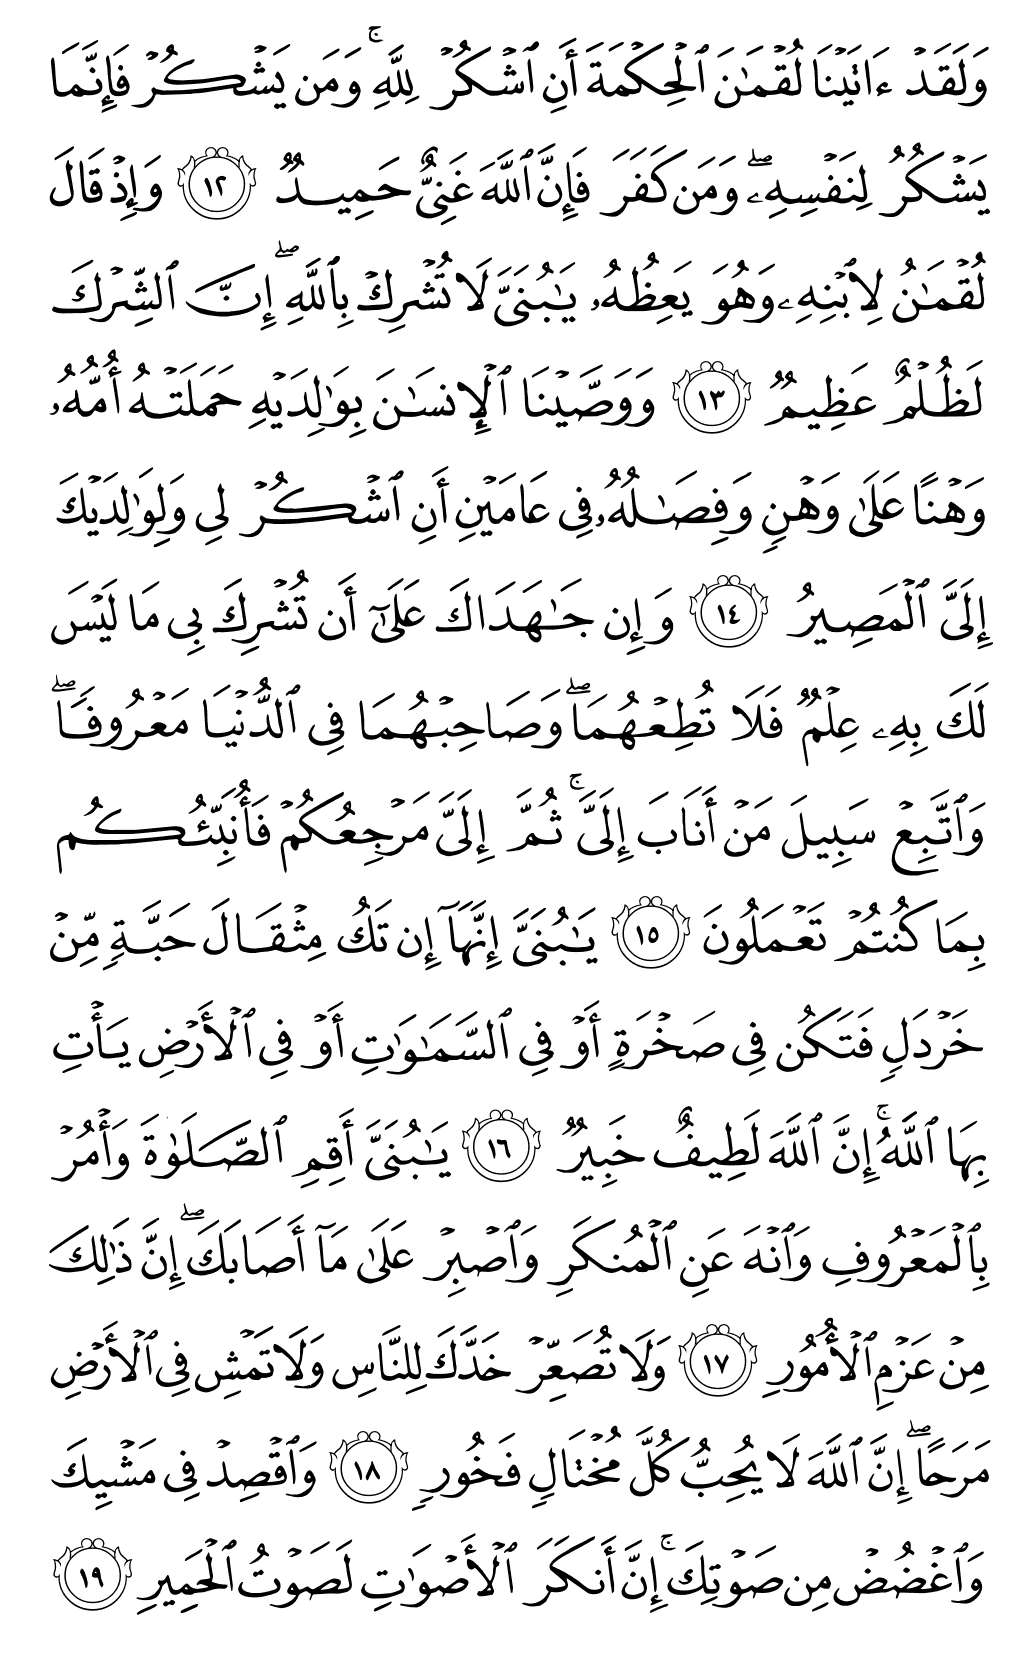 وَلَقَدۡ ءَاتَيۡنَا لُقۡمَٰنَ ٱلۡحِكۡمَةَ أَنِ ٱشۡكُرۡ لِلَّهِۚ وَمَن يَشۡكُرۡ فَإِنَّمَا
يَشۡكُرُ لِنَفۡسِهِۦۖ وَمَن كَفَرَ فَإِنَّ ٱللَّهَ غَنِيٌّ حَمِيدٞ ١٢ وَإِذۡ قَالَ
لُقۡمَٰنُ لِٱبۡنِهِۦ وَهُوَ يَعِظُهُۥ يَٰبُنَيَّ لَا تُشۡرِكۡ بِٱللَّهِۖ إِنَّ ٱلشِّرۡكَ
لَظُلۡمٌ عَظِيمٞ ١٣ وَوَصَّيۡنَا ٱلۡإِنسَٰنَ بِوَٰلِدَيۡهِ حَمَلَتۡهُ أُمُّهُۥ
وَهۡنًا عَلَىٰ وَهۡنٖ وَفِصَٰلُهُۥ فِي عَامَيۡنِ أَنِ ٱشۡكُرۡ لِي وَلِوَٰلِدَيۡكَ
إِلَيَّ ٱلۡمَصِيرُ ١٤ وَإِن جَٰهَدَاكَ عَلَىٰٓ أَن تُشۡرِكَ بِي مَا لَيۡسَ
لَكَ بِهِۦ عِلۡمٞ فَلَا تُطِعۡهُمَاۖ وَصَاحِبۡهُمَا فِي ٱلدُّنۡيَا مَعۡرُوفٗاۖ
وَٱتَّبِعۡ سَبِيلَ مَنۡ أَنَابَ إِلَيَّۚ ثُمَّ إِلَيَّ مَرۡجِعُكُمۡ فَأُنَبِّئُكُم
بِمَا كُنتُمۡ تَعۡمَلُونَ ١٥ يَٰبُنَيَّ إِنَّهَآ إِن تَكُ مِثۡقَالَ حَبَّةٖ مِّنۡ
خَرۡدَلٖ فَتَكُن فِي صَخۡرَةٍ أَوۡ فِي ٱلسَّمَٰوَٰتِ أَوۡ فِي ٱلۡأَرۡضِ يَأۡتِ
بِهَا ٱللَّهُۚ إِنَّ ٱللَّهَ لَطِيفٌ خَبِيرٞ ١٦ يَٰبُنَيَّ أَقِمِ ٱلصَّلَوٰةَ وَأۡمُرۡ
بِٱلۡمَعۡرُوفِ وَٱنۡهَ عَنِ ٱلۡمُنكَرِ وَٱصۡبِرۡ عَلَىٰ مَآ أَصَابَكَۖ إِنَّ ذَٰلِكَ
مِنۡ عَزۡمِ ٱلۡأُمُورِ ١٧ وَلَا تُصَعِّرۡ خَدَّكَ لِلنَّاسِ وَلَا تَمۡشِ فِي ٱلۡأَرۡضِ
مَرَحًاۖ إِنَّ ٱللَّهَ لَا يُحِبُّ كُلَّ مُخۡتَالٖ فَخُورٖ ١٨ وَٱقۡصِدۡ فِي مَشۡيِكَ
وَٱغۡضُضۡ مِن صَوۡتِكَۚ إِنَّ أَنكَرَ ٱلۡأَصۡوَٰتِ لَصَوۡتُ ٱلۡحَمِيرِ ١٩